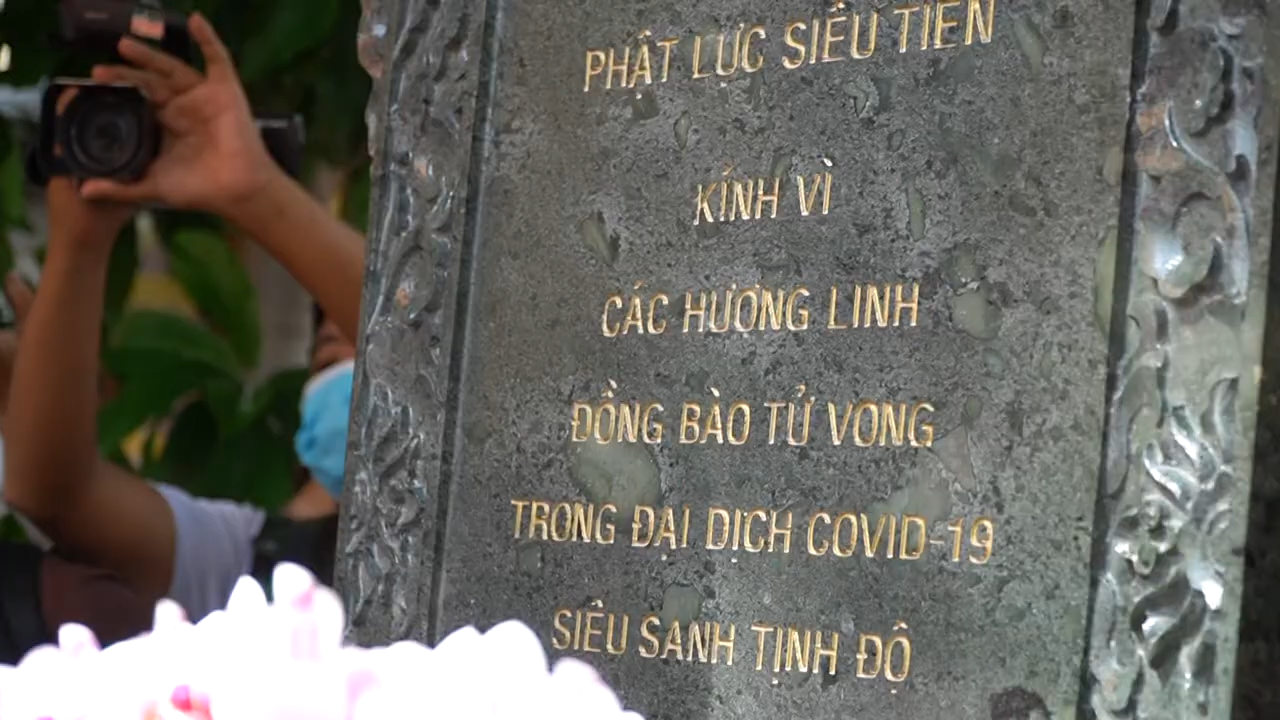 PHẬT LỰC SIÊU TIẾN
KÍNH VÌ
CÁC HƯƠNG LINH
ĐỒNG BÀO TỬ VONG
TRONG ĐẠI DỊCH COVID-19
SIÊU SANH TỊNH ĐỘ